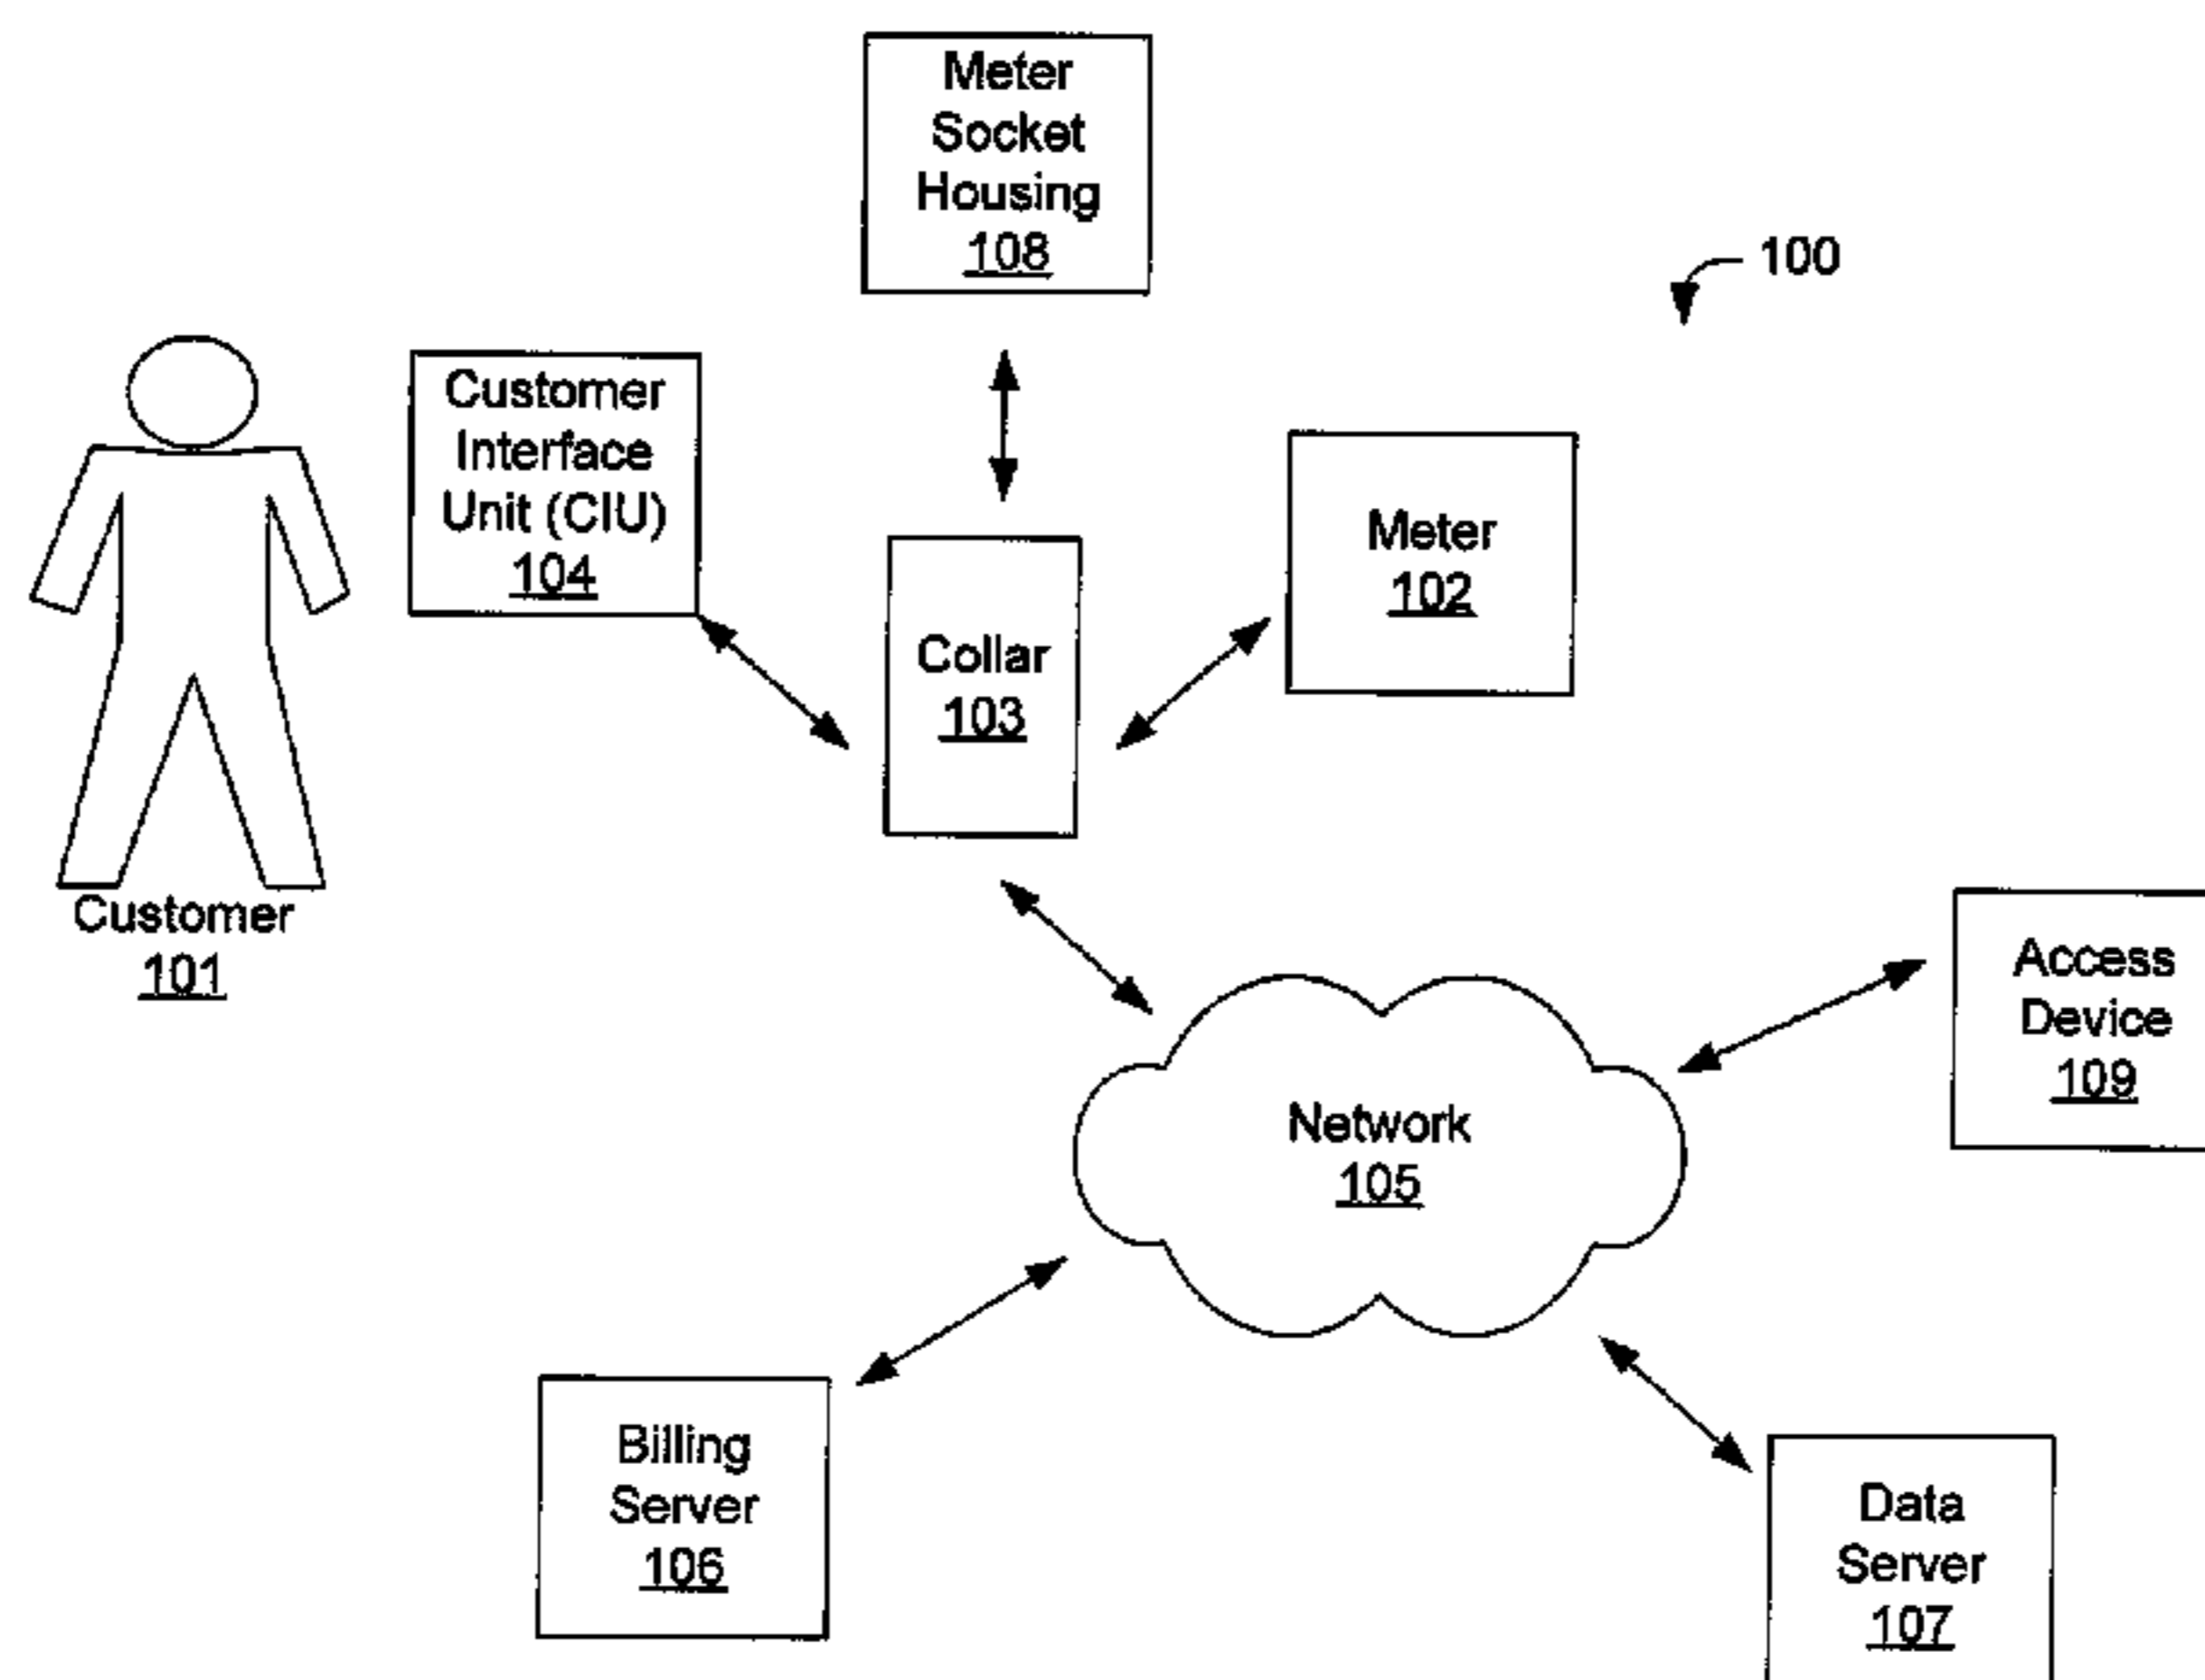 Meter
Socket
Housing
108
100
Customer
Interface
Unit (CIU)
104
Meter
102
Collar
103
Customer
101
Access
Device
109
Network
105
Billing
Server
106
Data
Server
107